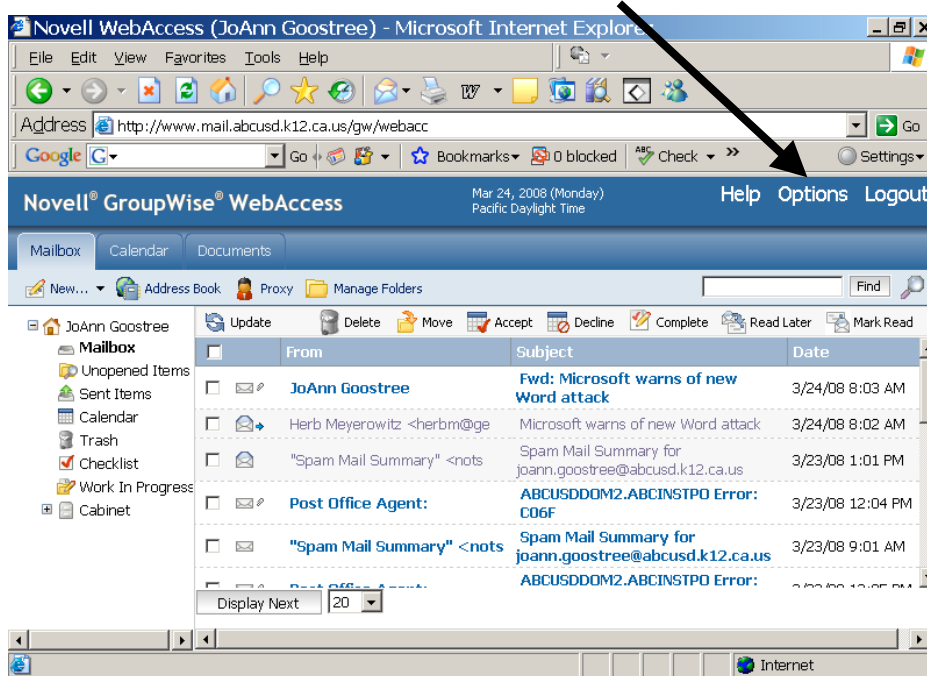 Novell WebAccess (JoAnn Goostree) - Microsoft Internet Explorer
File Edit View Favorites Tools Help
W
Address http://www.mail.abcusd.k12.ca.us/gw/webacc Go
Google G Go Bookmarks 0 blocked ABC Check » Settings
Novell® GroupWise® WebAccess Mar 24, 2008 (Monday) Help Options Logout
Pacific Daylight Time
Mailbox Calendar Documents
New... Address Book Proxy Manage Folders Find
JoAnn Goostree
Mailbox
Unopened Items
Sent Items
Calendar
Trash
Checklist
Work In Progress
Cabinet
Update Delete Move Accept Decline Complete Read Later Mark Read
From Subject Date
JoAnn Goostree Fwd: Microsoft warns of new Word attack 3/24/08 8:03 AM
Herb Meyerowitz <herbm@ge Microsoft warns of new Word attack 3/24/08 8:02 AM
"Spam Mail Summary" <nots Spam Mail Summary for joann.goostree@abcusd.k12.ca.us 3/23/08 1:01 PM
Post Office Agent: ABCUSDDOM2.ABCINSTPO Error: C06F 3/23/08 12:04 PM
"Spam Mail Summary" <nots Spam Mail Summary for joann.goostree@abcusd.k12.ca.us 3/23/08 9:01 AM
Post Office Agent: ABCUSDDOM2.ABCINSTPO Error:
Display Next 20
Internet